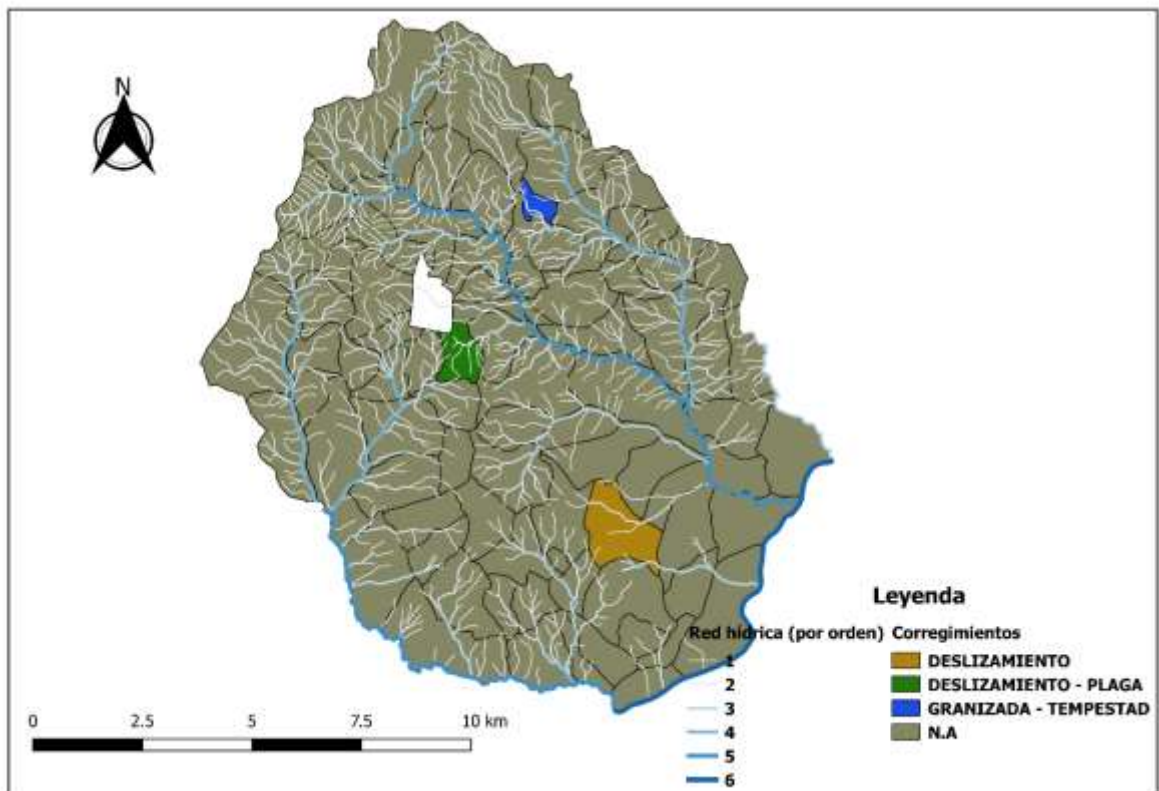 N
Leyenda
Red hídrica (por orden) Corregimientos
1 DESLIZAMIENTO
2 DESLIZAMIENTO - PLAGA
3 GRANIZADA - TEMPESTAD
4 N.A
5
6
0 2.5 5 7.5 10 km